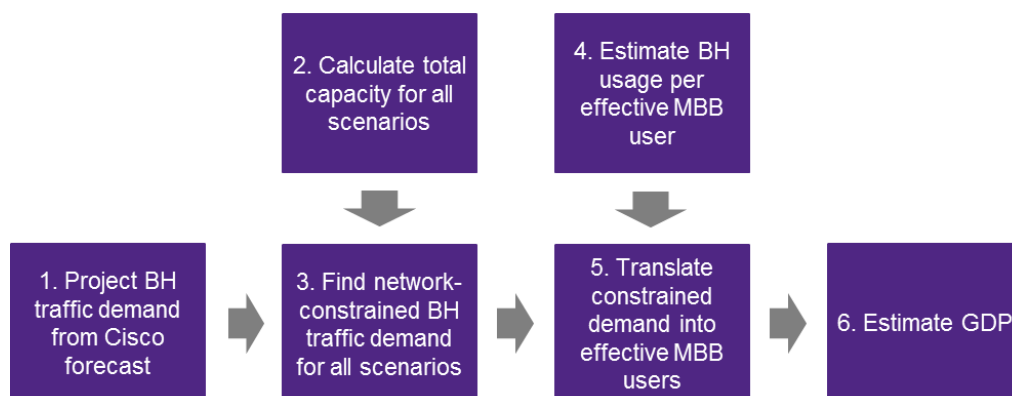 2. Calculate total
capacity for all
scenarios
4. Estimate BH
usage per
effective MBB
user
1. Project BH
traffic demand
from Cisco
forecast
3. Find network-
constrained BH
traffic demand
for all scenarios
5. Translate
constrained
demand into
effective MBB
users
6. Estimate GDP